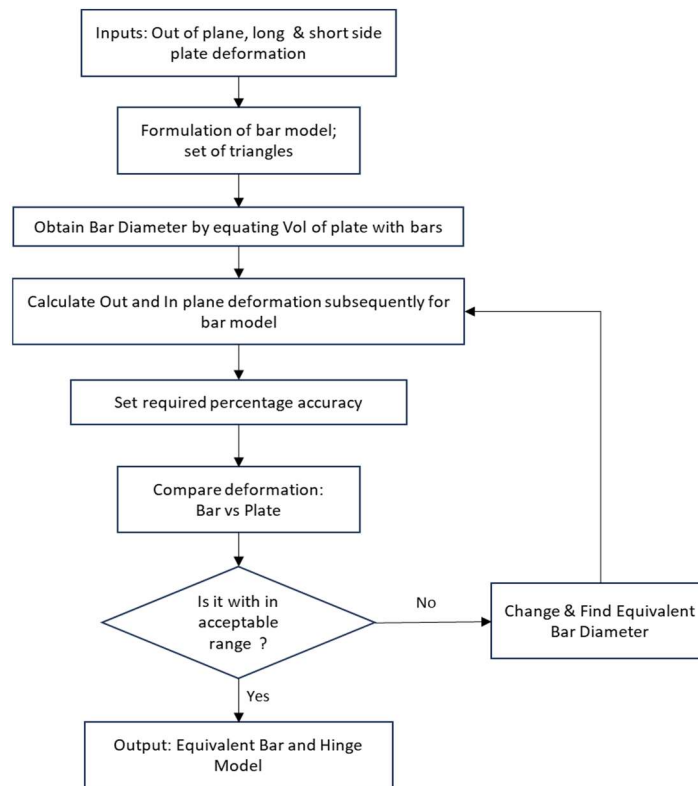 Inputs: Out of plane, long & short side
plate deformation
Formulation of bar model;
set of triangles
Obtain Bar Diameter by equating Vol of plate with bars
Calculate Out and In plane deformation subsequently for
bar model
Set required percentage accuracy
Compare deformation:
Bar vs Plate
Is it with in
acceptable
range ?
No
Change & Find Equivalent
Bar Diameter
Yes
Output: Equivalent Bar and Hinge
Model